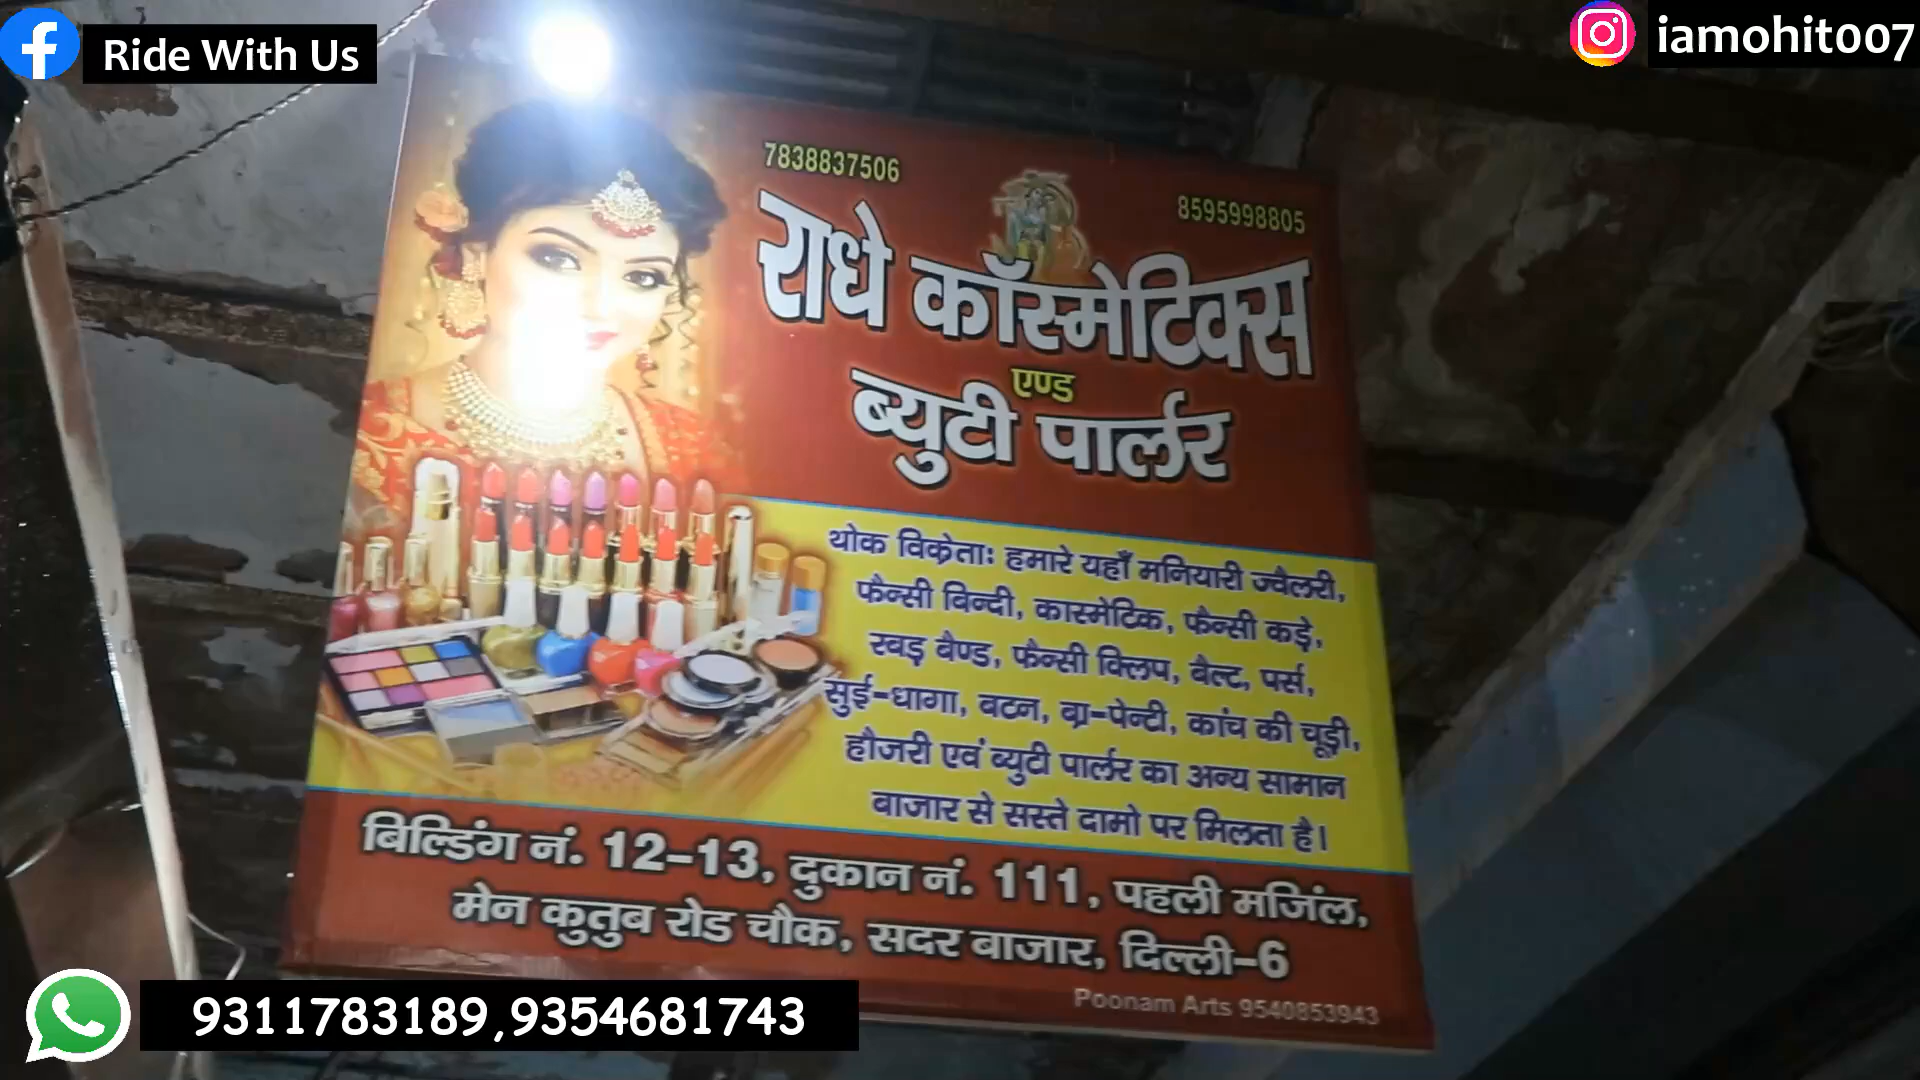 Ride With Us
iamohit007
7838837506
8595998805
राधे कॉस्मेटिक्स
एण्ड
ब्युटी पार्लर
थोक विक्रेताः हमारे यहाँ मनियारी ज्वैलरी,
फैन्सी बिन्दी, कास्मेटिक, फैन्सी कड़े,
रबड़ बैण्ड, फैन्सी क्लिप, बैल्ट, पर्स,
सुई-धागा, बटन, ब्रा-पेन्टी, कांच की चूड़ी,
हौजरी एवं ब्युटी पार्लर का अन्य सामान
बाजार से सस्ते दामो पर मिलता है।
बिल्डिंग नं. 12-13, दुकान नं. 111, पहली मजिंल,
मेन कुतुब रोड चौक, सदर बाजार, दिल्ली-6
Poonam Arts 9540853943
9311783189,9354681743